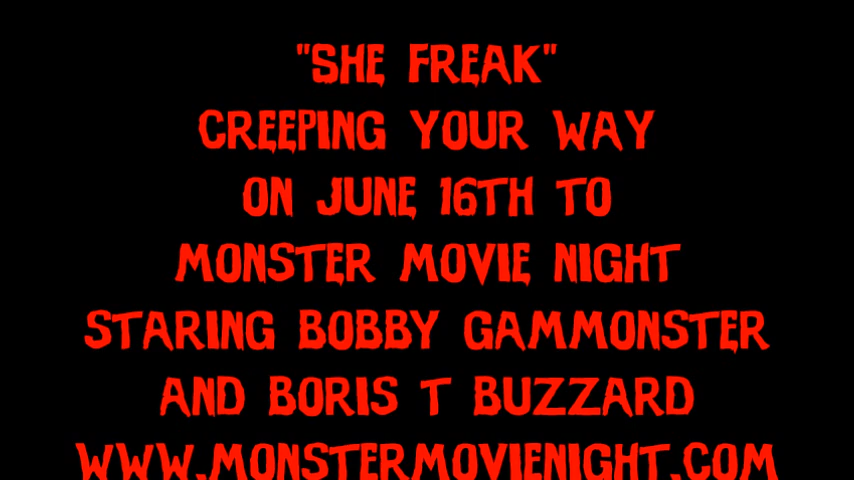 "SHE FREAK"
CREEPING YOUR WAY
ON JUNE 16TH TO
MONSTER MOVIE NIGHT
STARING BOBBY GAMMONSTER
AND BORIS T BUZZARD
WWW.MONSTERMOVIENIGHT.COM